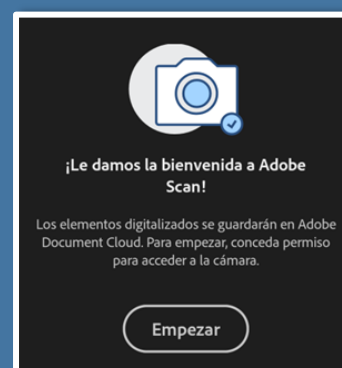 ¡Le damos la bienvenida a Adobe
Scan!
Los elementos digitalizados se guardarán en Adobe
Document Cloud. Para empezar, conceda permiso
para acceder a la cámara.
Empezar